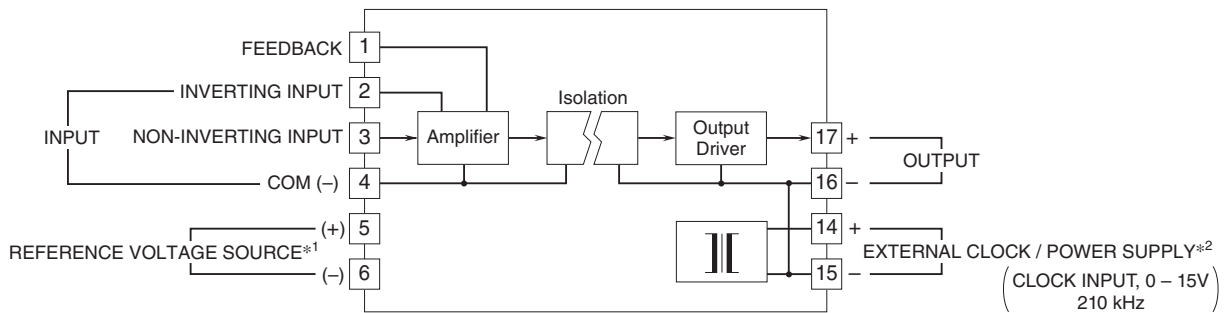 FEEDBACK 1
INVERTING INPUT 2
INPUT
NON-INVERTING INPUT 3
COM (–) 4
Amplifier
Isolation
Output
Driver
17 +
OUTPUT
16 –
(+) 5
REFERENCE VOLTAGE SOURCE*1
(–) 6
14 +
EXTERNAL CLOCK / POWER SUPPLY*2
15 –
(CLOCK INPUT, 0 – 15V
210 kHz)